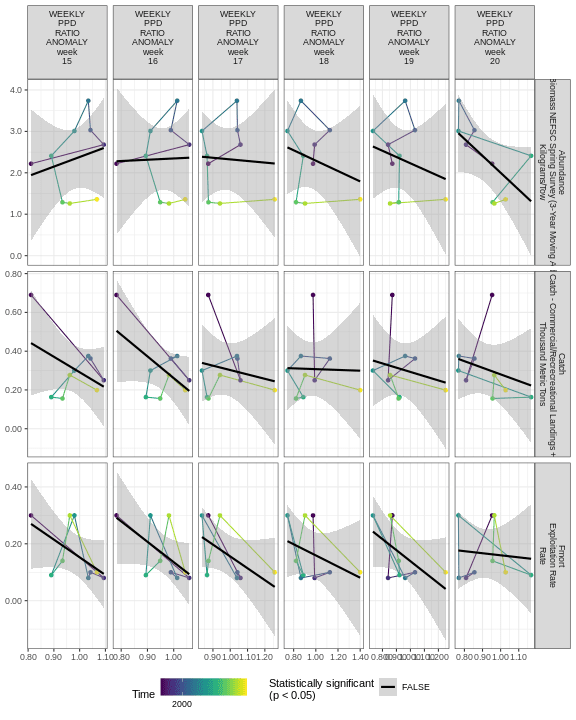 WEEKLY
PPD
RATIO
ANOMALY
week
15
WEEKLY
PPD
RATIO
ANOMALY
week
16
WEEKLY
PPD
RATIO
ANOMALY
week
17
WEEKLY
PPD
RATIO
ANOMALY
week
18
WEEKLY
PPD
RATIO
ANOMALY
week
19
WEEKLY
PPD
RATIO
ANOMALY
week
20
4.0
3.0
2.0
1.0
0.0
Abundance
Biomass NEFSC Spring Survey (3-Year Moving A
Kilograms/Tow
0.80
0.60
0.40
0.20
0.00
Catch
Catch - Commercial/Recreational Landings +
Thousand Metric Tons
0.40
0.20
0.00
Fmort
Exploitation Rate
Rate
0.80 0.90 1.00 1.10
0.80 0.90 1.00
0.90 1.00 1.10 1.20
0.80 1.00 1.20 1.40
0.80 0.90 1.00 1.10 1.20
0.80 0.90 1.00 1.10
Time
2000
Statistically significant
(p < 0.05)
FALSE